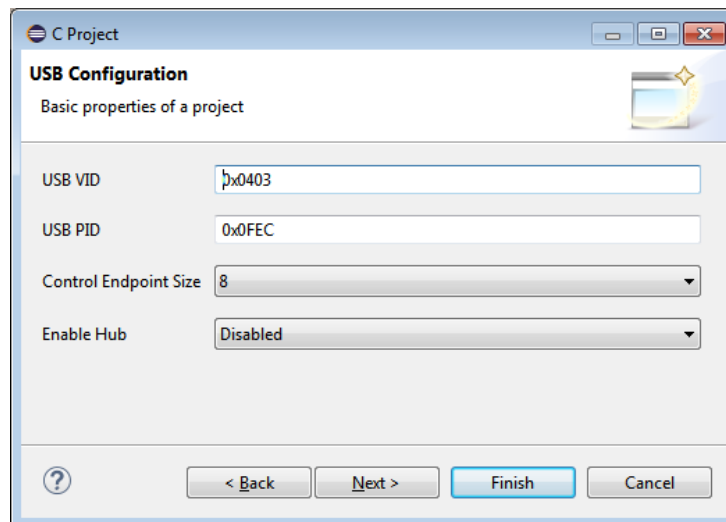 C Project
USB Configuration
Basic properties of a project
USB VID 0x0403
USB PID 0x0FEC
Control Endpoint Size 8
Enable Hub Disabled
? < Back Next > Finish Cancel